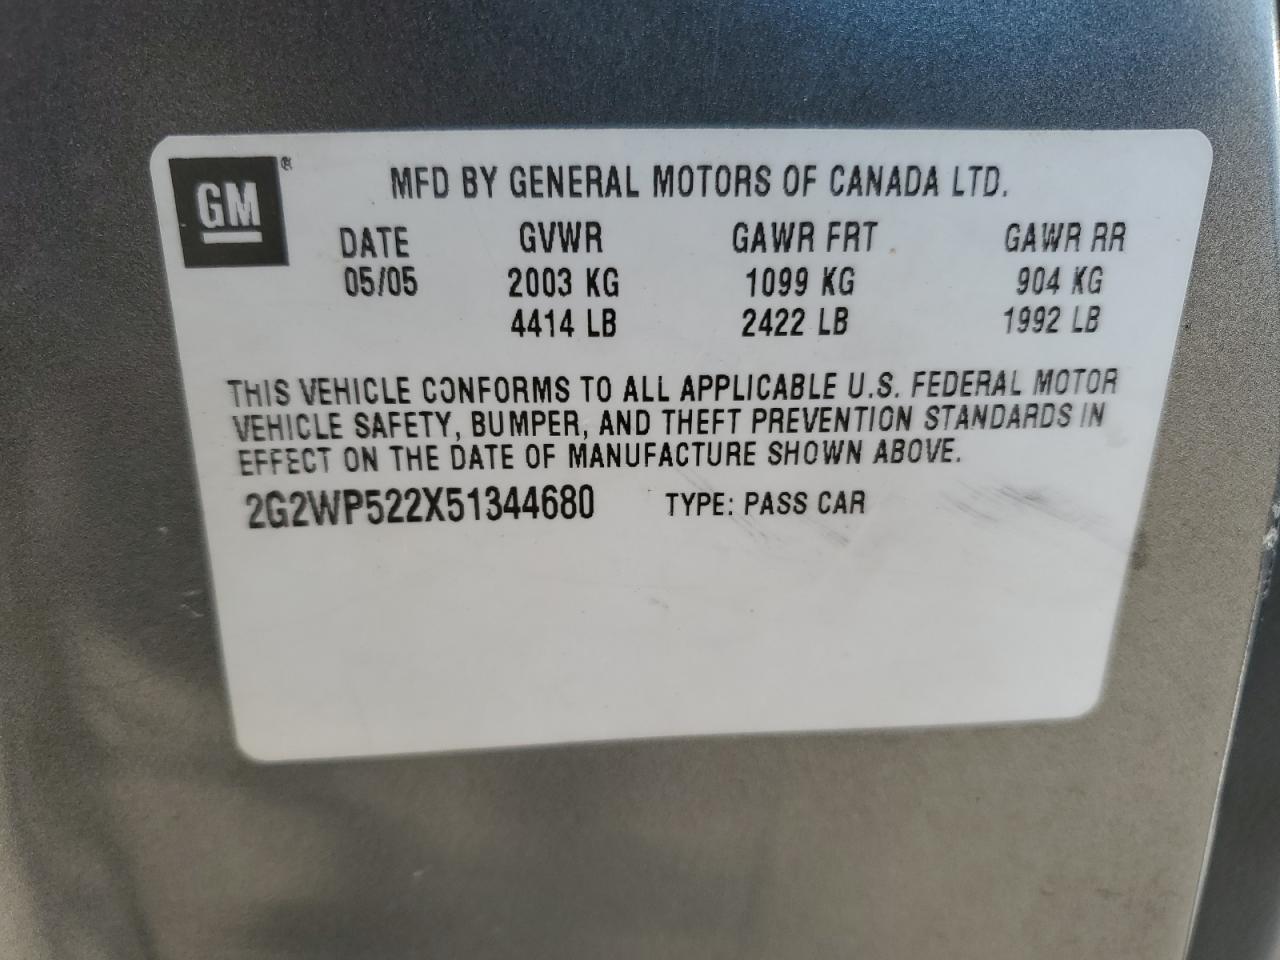 GM®
MFD BY GENERAL MOTORS OF CANADA LTD.
DATE GVWR GAWR FRT GAWR RR
05/05 2003 KG 1099 KG 904 KG
4414 LB 2422 LB 1992 LB
THIS VEHICLE CONFORMS TO ALL APPLICABLE U.S. FEDERAL MOTOR
VEHICLE SAFETY, BUMPER, AND THEFT PREVENTION STANDARDS IN
EFFECT ON THE DATE OF MANUFACTURE SHOWN ABOVE.
2G2WP522X51344680 TYPE: PASS CAR